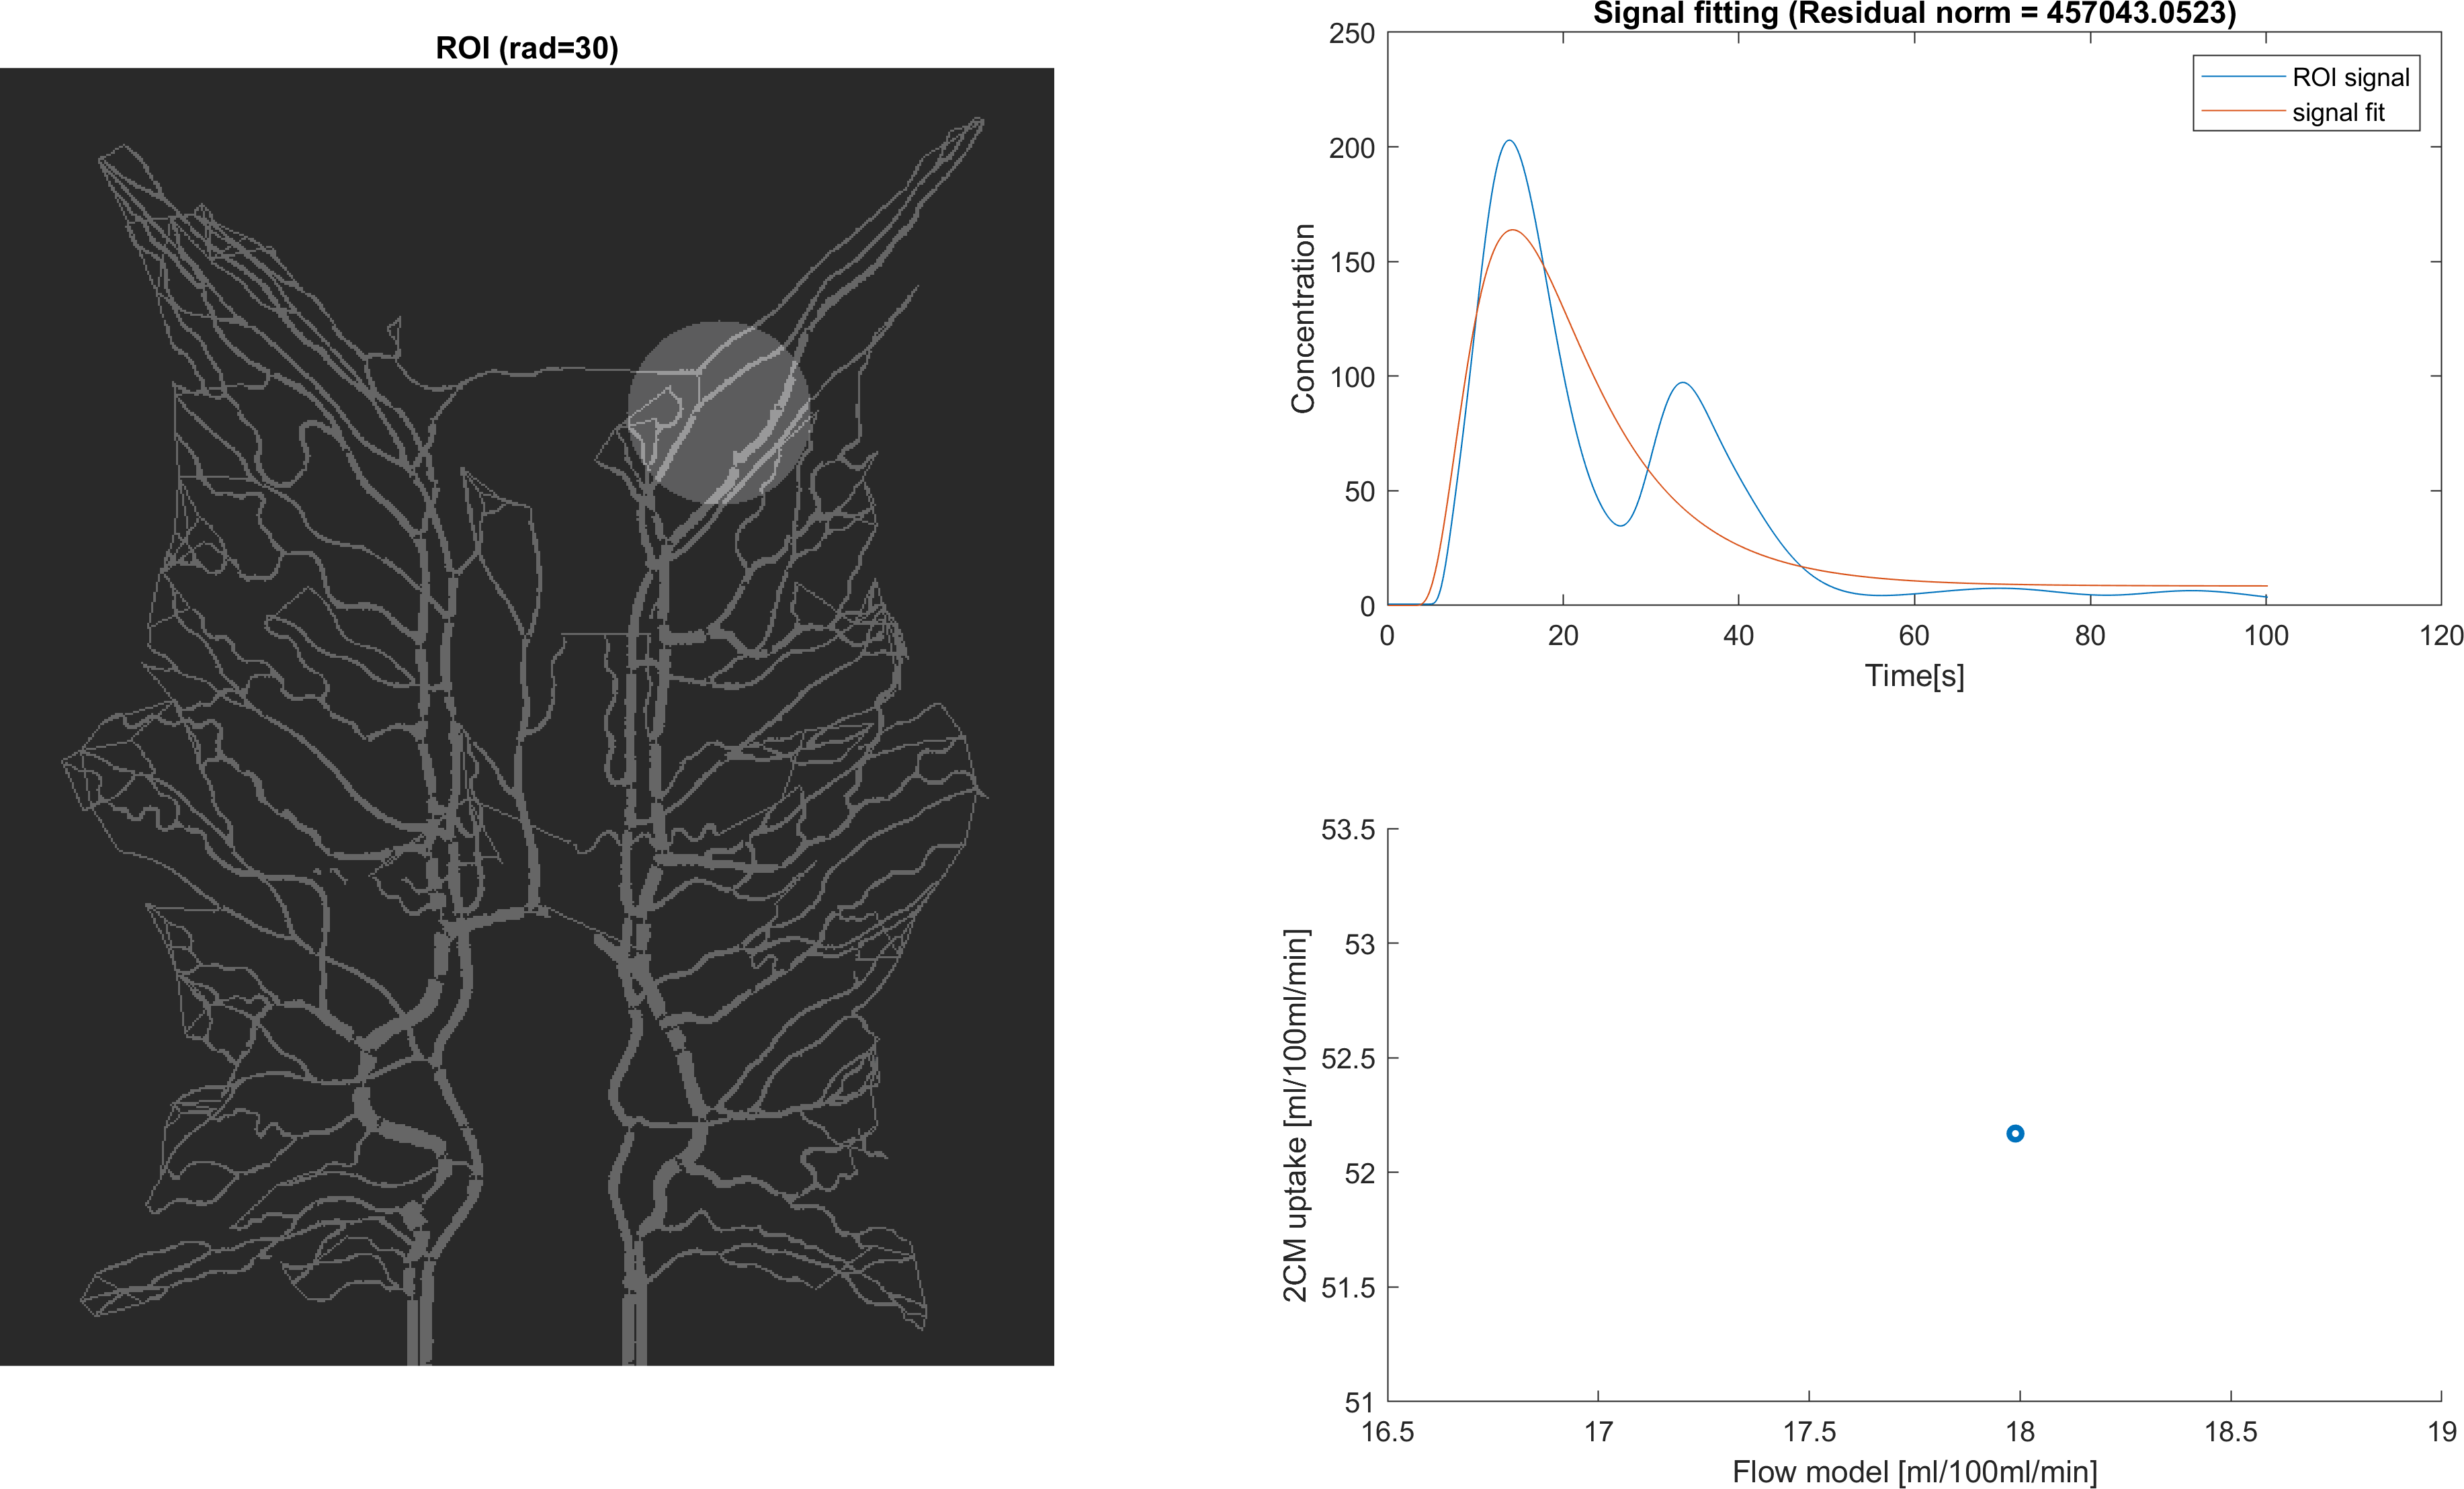 ROI (rad=30)
Signal fitting (Residual norm = 457043.0523)
250
200
150
100
50
0
Concentration
ROI signal
signal fit
0 20 40 60 80 100 120
Time[s]
53.5
53
52.5
52
51.5
51
2CM uptake [ml/100ml/min]
16.5 17 17.5 18 18.5 19
Flow model [ml/100ml/min]